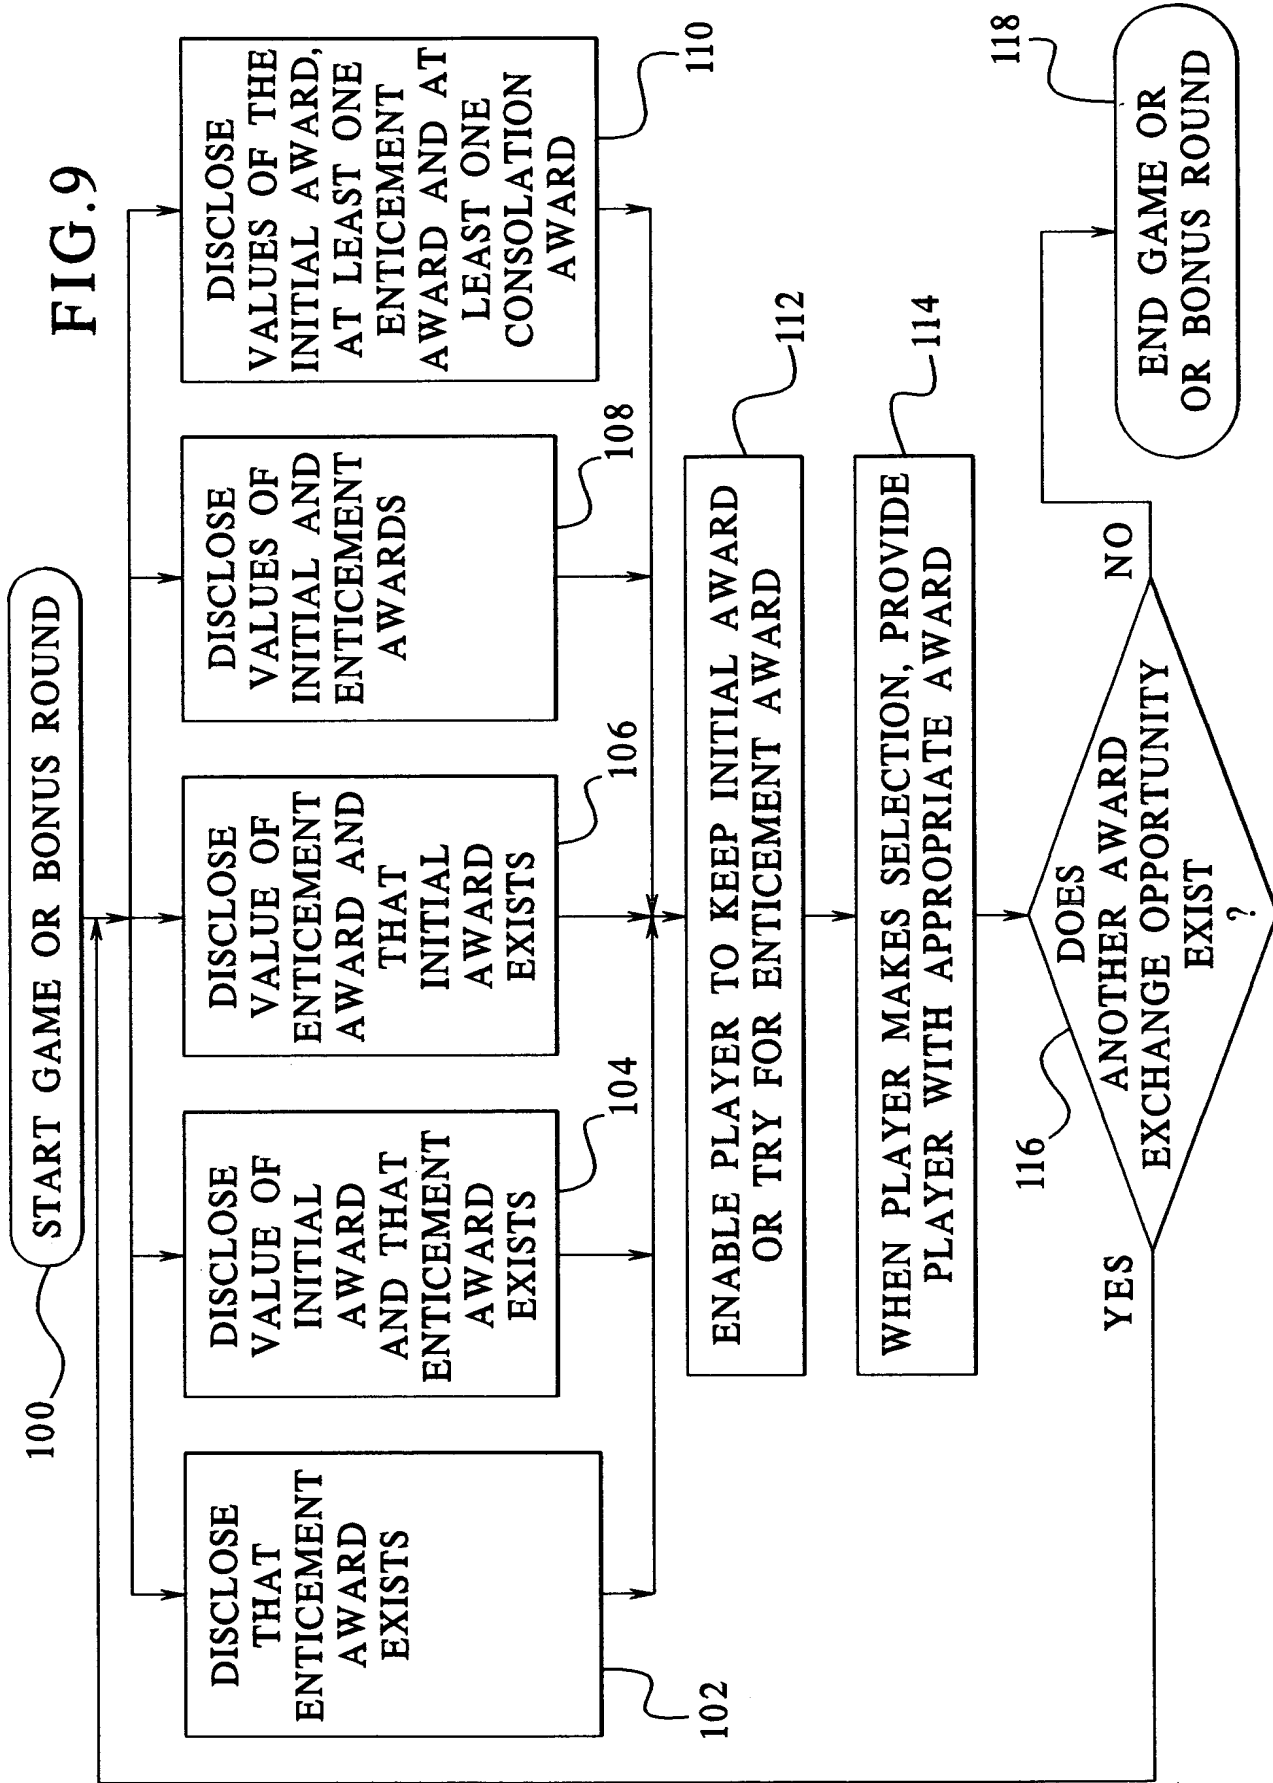 FIG.9
100
START GAME OR BONUS ROUND
DISCLOSE
THAT
ENTICEMENT
AWARD
EXISTS
102
DISCLOSE
VALUE OF
INITIAL
AWARD
AND THAT
ENTICEMENT
AWARD
EXISTS
104
DISCLOSE
VALUE OF
ENTICEMENT
AWARD AND
THAT
INITIAL
AWARD
EXISTS
106
DISCLOSE
VALUES OF
INITIAL AND
ENTICEMENT
AWARDS
108
DISCLOSE
VALUES OF THE
INITIAL AWARD,
AT LEAST ONE
ENTICEMENT
AWARD AND AT
LEAST ONE
CONSOLATION
AWARD
110
ENABLE PLAYER TO KEEP INITIAL AWARD
OR TRY FOR ENTICEMENT AWARD
112
WHEN PLAYER MAKES SELECTION, PROVIDE
PLAYER WITH APPROPRIATE AWARD
114
116
DOES
ANOTHER AWARD
EXCHANGE OPPORTUNITY
EXIST
?
YES
NO
118
END GAME OR
OR BONUS ROUND